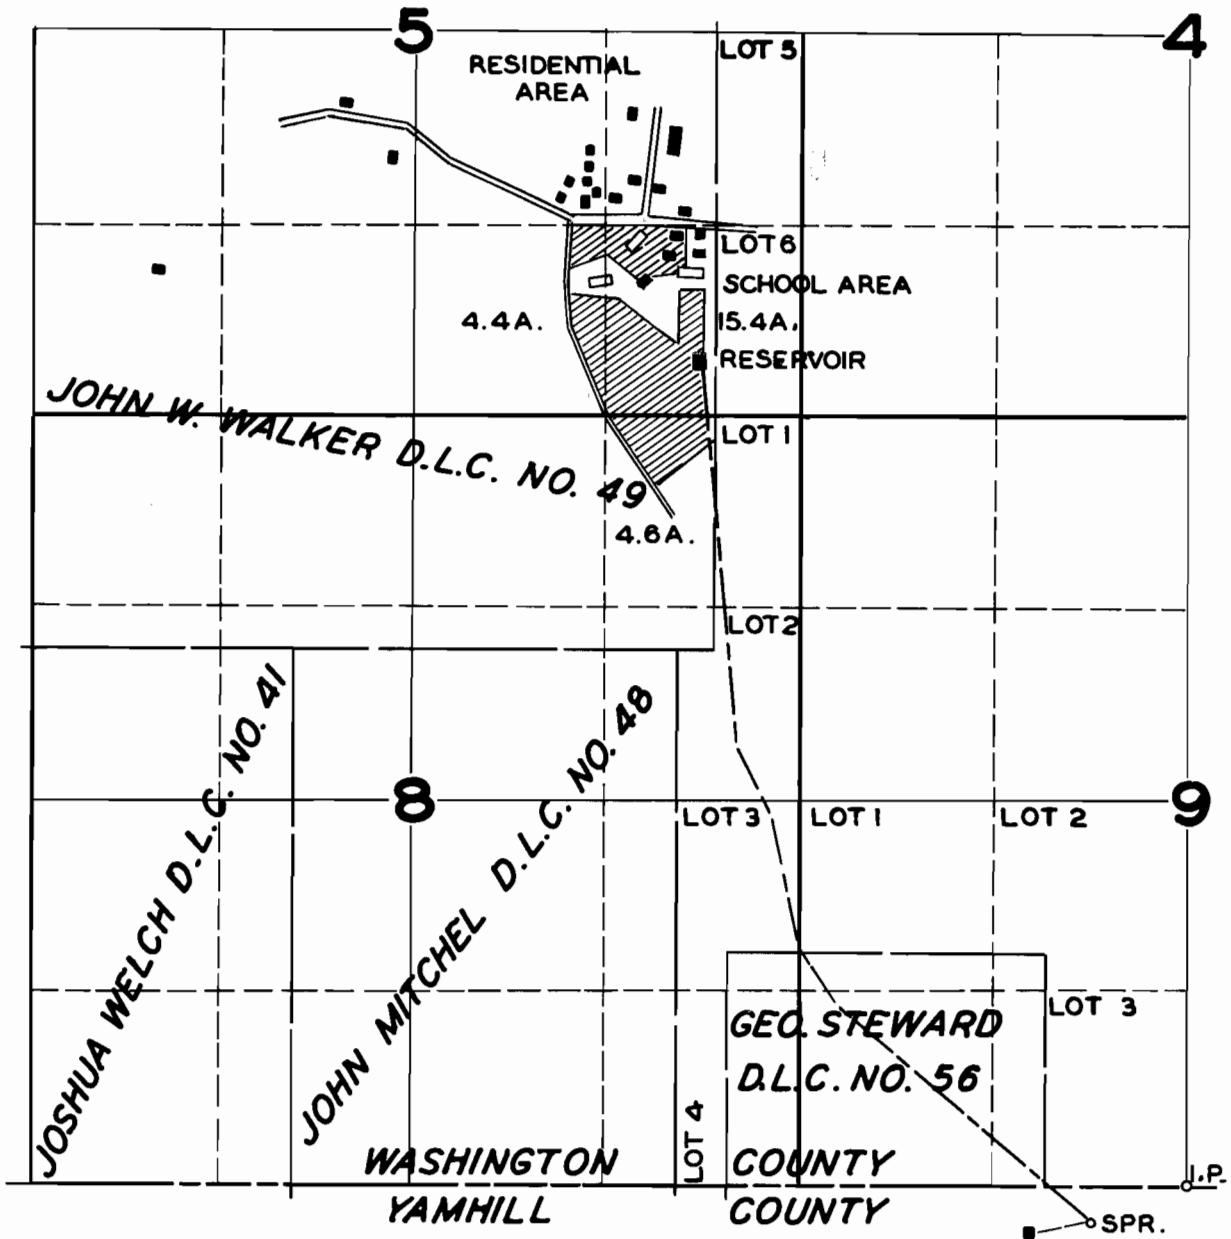 5
4
LOT 5
RESIDENTIAL
AREA
LOT 6
SCHOOL AREA
4.4A.
15.4A.
RESERVOIR
JOHN W. WALKER D.L.C. NO. 49
LOT 1
4.6A.
LOT 2
JOSHUA WELCH D.L.C. NO. 41
JOHN MITCHEL D.L.C. NO. 48
8
9
LOT 3
LOT 1
LOT 2
LOT 3
GEO. STEWARD
D.L.C. NO. 56
LOT 4
WASHINGTON COUNTY
I.P.
YAMHILL COUNTY
SPR.